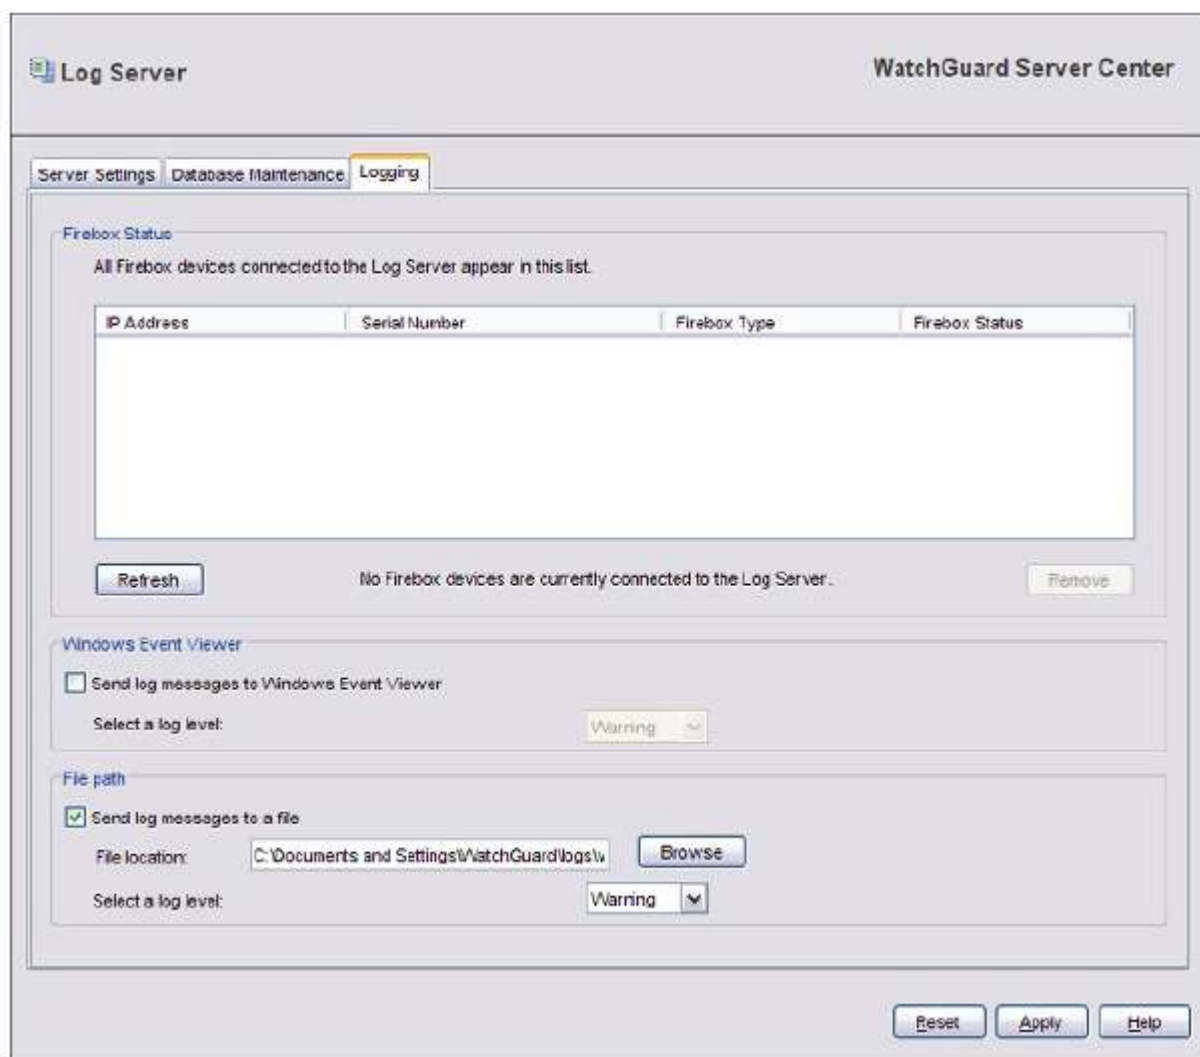 Log Server
WatchGuard Server Center
Server Settings Database Maintenance Logging
Firebox Status
All Firebox devices connected to the Log Server appear in this list.
IP Address Serial Number Firebox Type Firebox Status
Refresh No Firebox devices are currently connected to the Log Server. Remove
Windows Event Viewer
Send log messages to Windows Event Viewer
Select a log level: Warning
File path
Send log messages to a file
File location: C:\Documents and Settings\WatchGuard\logs\w Browse
Select a log level: Warning
Reset Apply Help